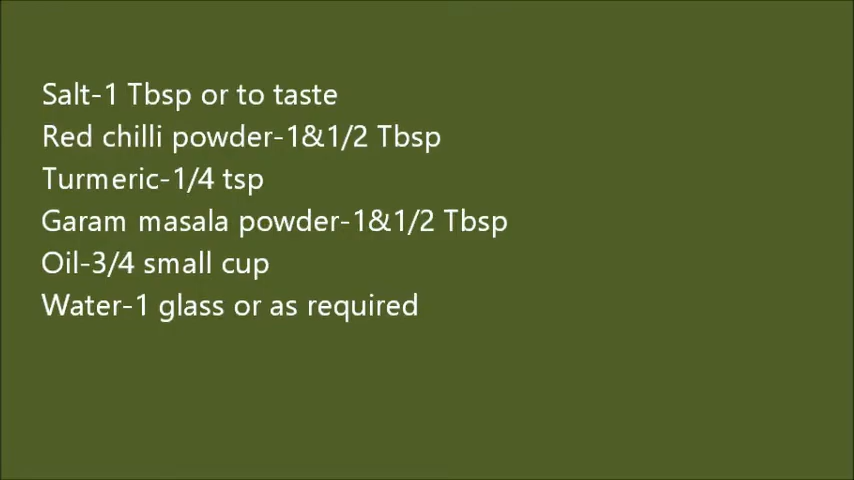 Salt-1 Tbsp or to taste
Red chilli powder-1&1/2 Tbsp
Turmeric-1/4 tsp
Garam masala powder-1&1/2 Tbsp
Oil-3/4 small cup
Water-1 glass or as required